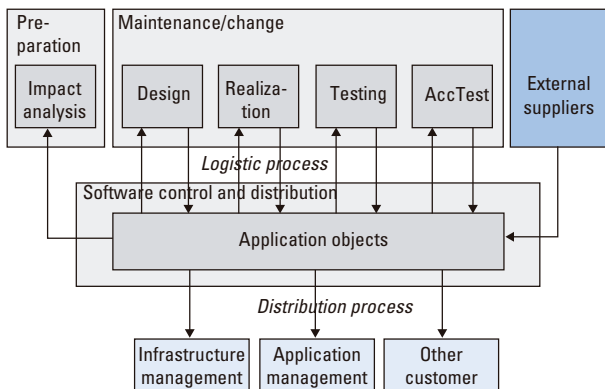 Pre-
paration
Maintenance/change
Impact
analysis
Design
Realiza-
tion
Testing
AccTest
External
suppliers
Logistic process
Software control and distribution
Application objects
Distribution process
Infrastructure
management
Application
management
Other
customer